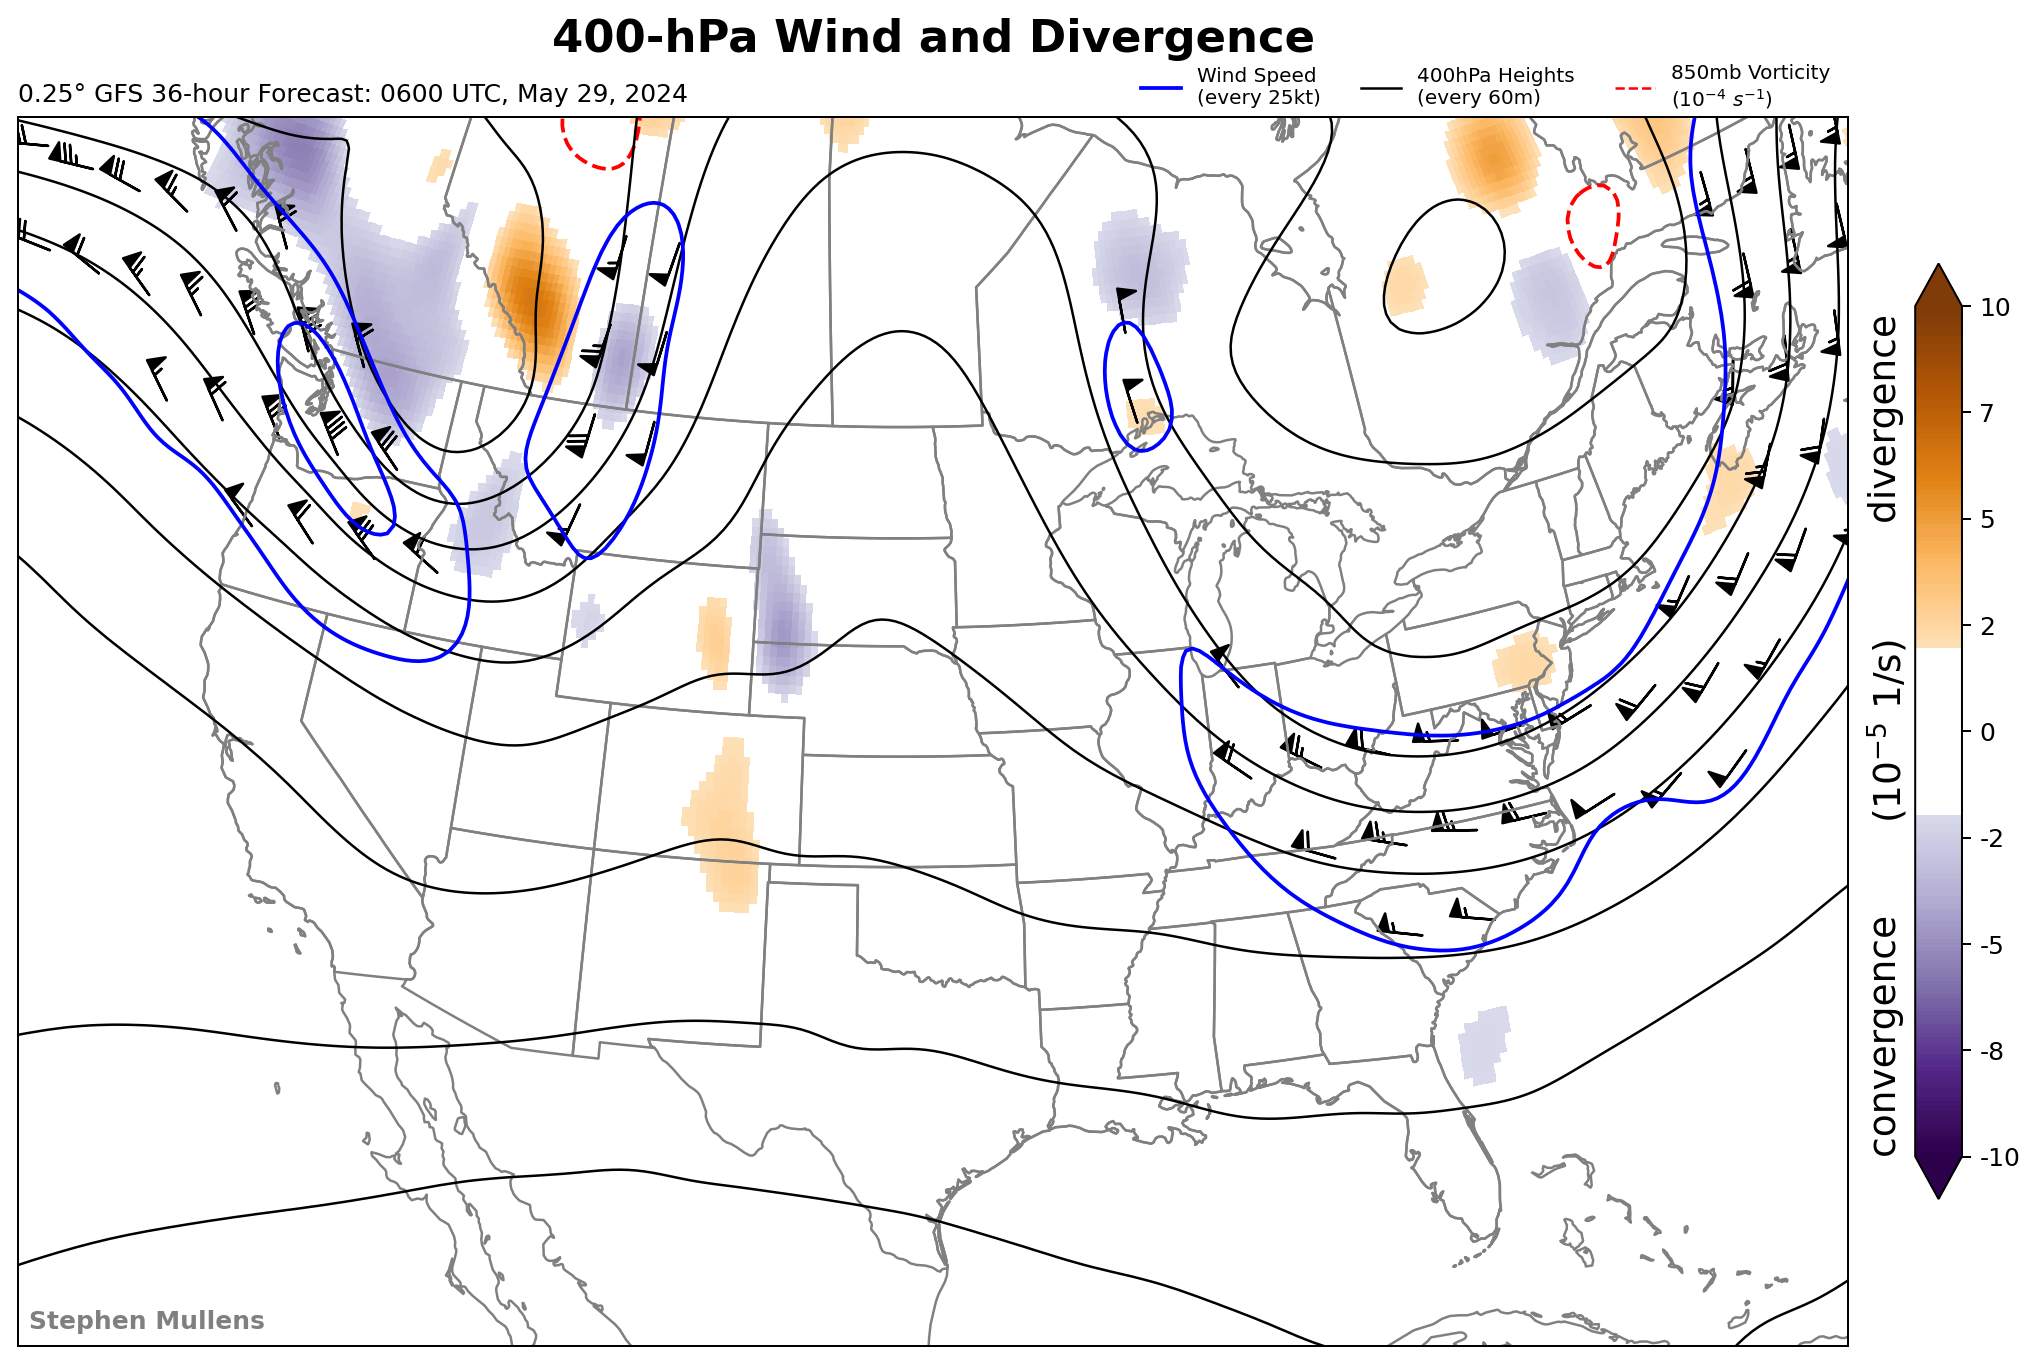 400-hPa Wind and Divergence
0.25° GFS 36-hour Forecast: 0600 UTC, May 29, 2024
Wind Speed
(every 25kt)
400hPa Heights
(every 60m)
850mb Vorticity
(10⁻⁴ s⁻¹)
10
7
5
2
0
-2
-5
-8
-10
convergence (10⁻⁵ 1/s) divergence
Stephen Mullens